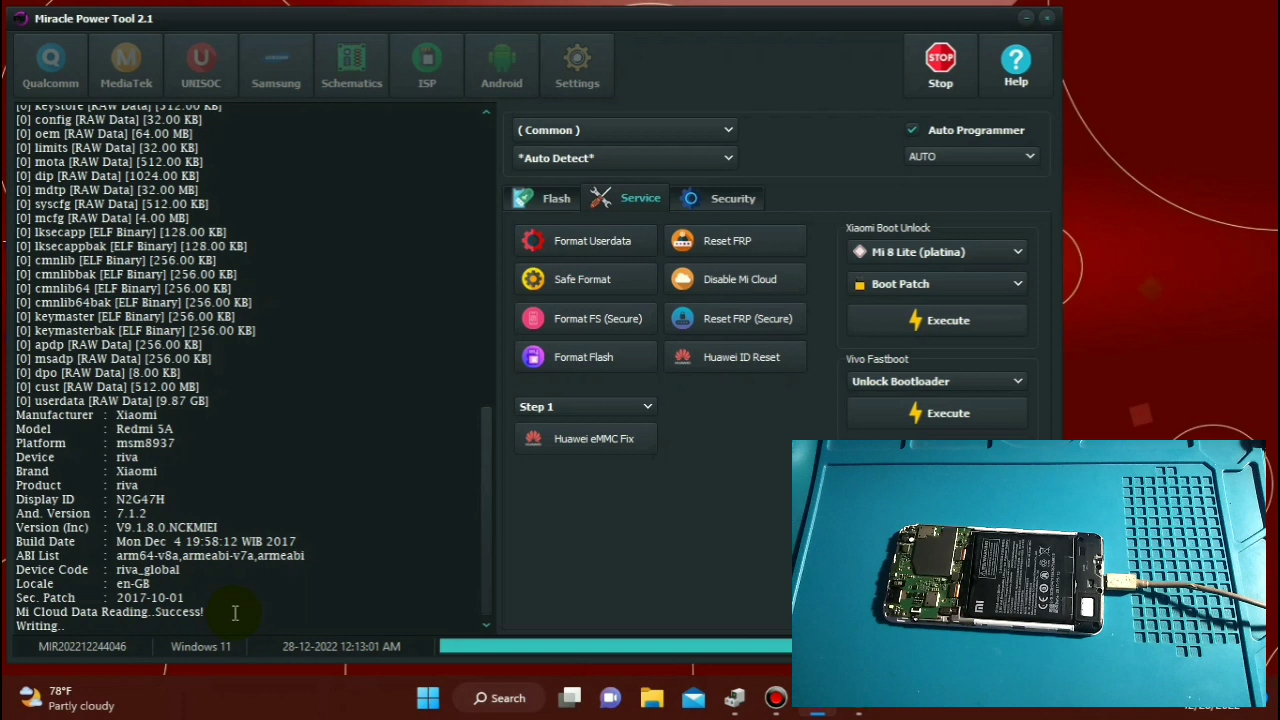 Miracle Power Tool 2.1
Qualcomm
MediaTek
UNISOC
Samsung
Schematics
ISP
Android
Settings
Stop
Help
STOP
[0] keystore [RAW Data] [512.00 KB]
[0] config [RAW Data] [32.00 KB]
[0] oem [RAW Data] [64.00 MB]
[0] limits [RAW Data] [32.00 KB]
[0] mota [RAW Data] [512.00 KB]
[0] dip [RAW Data] [1024.00 KB]
[0] mdtp [RAW Data] [32.00 MB]
[0] syscfg [RAW Data] [512.00 KB]
[0] mcfg [RAW Data] [4.00 MB]
[0] lksecapp [ELF Binary] [128.00 KB]
[0] lksecappbak [ELF Binary] [128.00 KB]
[0] cmnlib [ELF Binary] [256.00 KB]
[0] cmnlibbak [ELF Binary] [256.00 KB]
[0] cmnlib64 [ELF Binary] [256.00 KB]
[0] cmnlib64bak [ELF Binary] [256.00 KB]
[0] keymaster [ELF Binary] [256.00 KB]
[0] keymasterbak [ELF Binary] [256.00 KB]
[0] apdp [RAW Data] [256.00 KB]
[0] msadp [RAW Data] [256.00 KB]
[0] dpo [RAW Data] [8.00 KB]
[0] cust [RAW Data] [512.00 MB]
[0] userdata [RAW Data] [9.87 GB]
Manufacturer : Xiaomi
Model : Redmi 5A
Platform : msm8937
Device : riva
Brand : Xiaomi
Product : riva
Display ID : N2G47H
And. Version : 7.1.2
Version (Inc) : V9.1.8.0.NCKMIEI
Build Date : Mon Dec 4 19:58:12 WIB 2017
ABI List : arm64-v8a,armeabi-v7a,armeabi
Device Code : riva_global
Locale : en-GB
Sec. Patch : 2017-10-01
Mi Cloud Data Reading..Success!
Writing..
( Common )
*Auto Detect*
Auto Programmer
AUTO
Flash
Service
Security
Format Userdata
Reset FRP
Safe Format
Disable Mi Cloud
Format FS (Secure)
Reset FRP (Secure)
Format Flash
Huawei ID Reset
Step 1
Huawei eMMC Fix
Xiaomi Boot Unlock
Mi 8 Lite (platina)
Boot Patch
Execute
Vivo Fastboot
Unlock Bootloader
Execute
MIR202212244046
Windows 11
28-12-2022 12:13:01 AM
78°F
Partly cloudy
Search